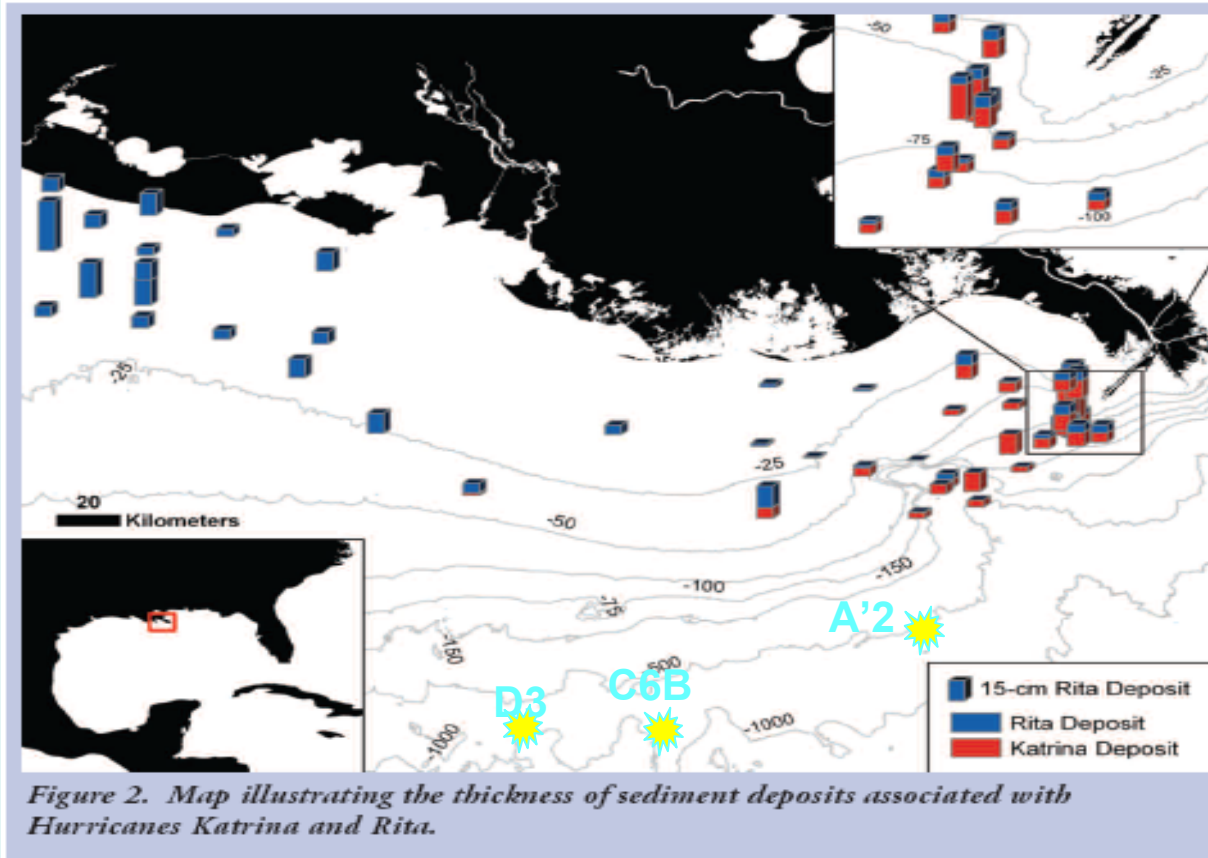 -50
-25
-75
-100
-25
-25
20
Kilometers
-50
-100
-150
-75
-150
A'2
-500
D3
C6B
-1000
-1000
15-cm Rita Deposit
Rita Deposit
Katrina Deposit
Figure 2. Map illustrating the thickness of sediment deposits associated with
Hurricanes Katrina and Rita.